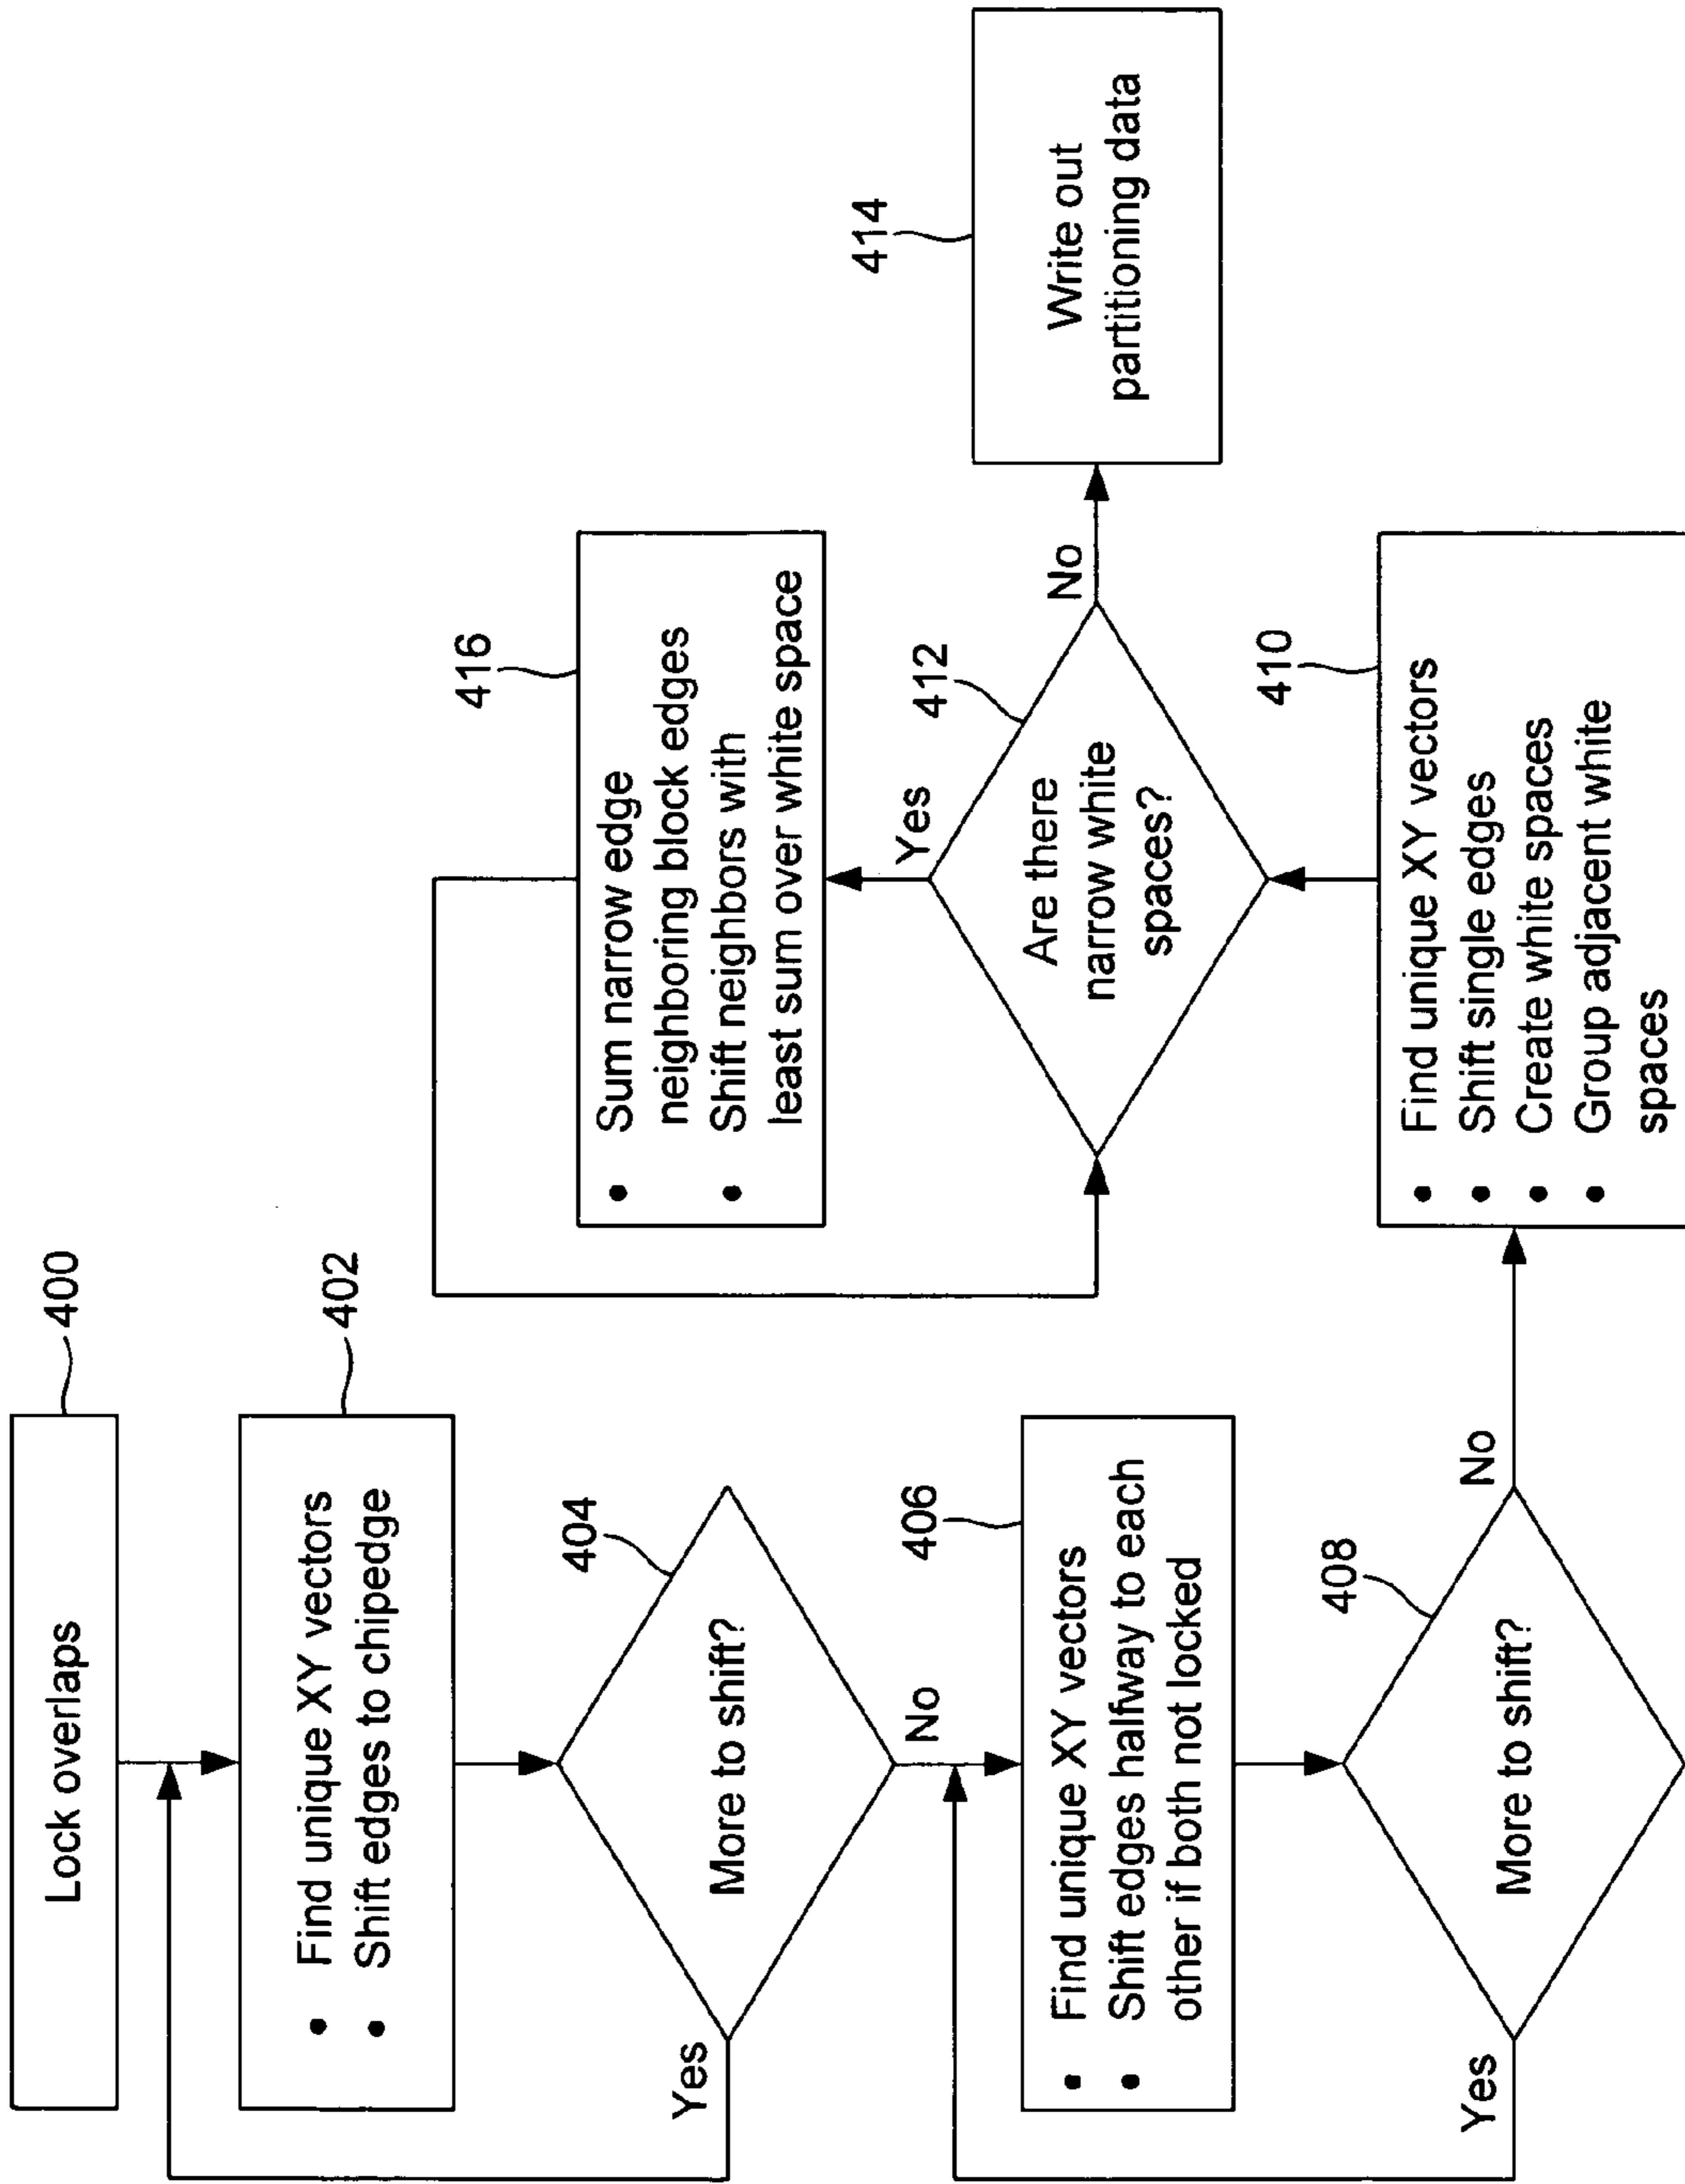 Lock overlaps
400
• Find unique XY vectors
• Shift edges to chipedge
402
More to shift?
404
Yes
No
• Find unique XY vectors
• Shift edges halfway to each
other if both not locked
406
More to shift?
408
Yes
No
• Find unique XY vectors
• Shift single edges
• Create white spaces
• Group adjacent white
spaces
410
Are there
narrow white
spaces?
412
Yes
No
• Sum narrow edge
neighboring block edges
• Shift neighbors with
least sum over white space
416
Write out
partitioning data
414